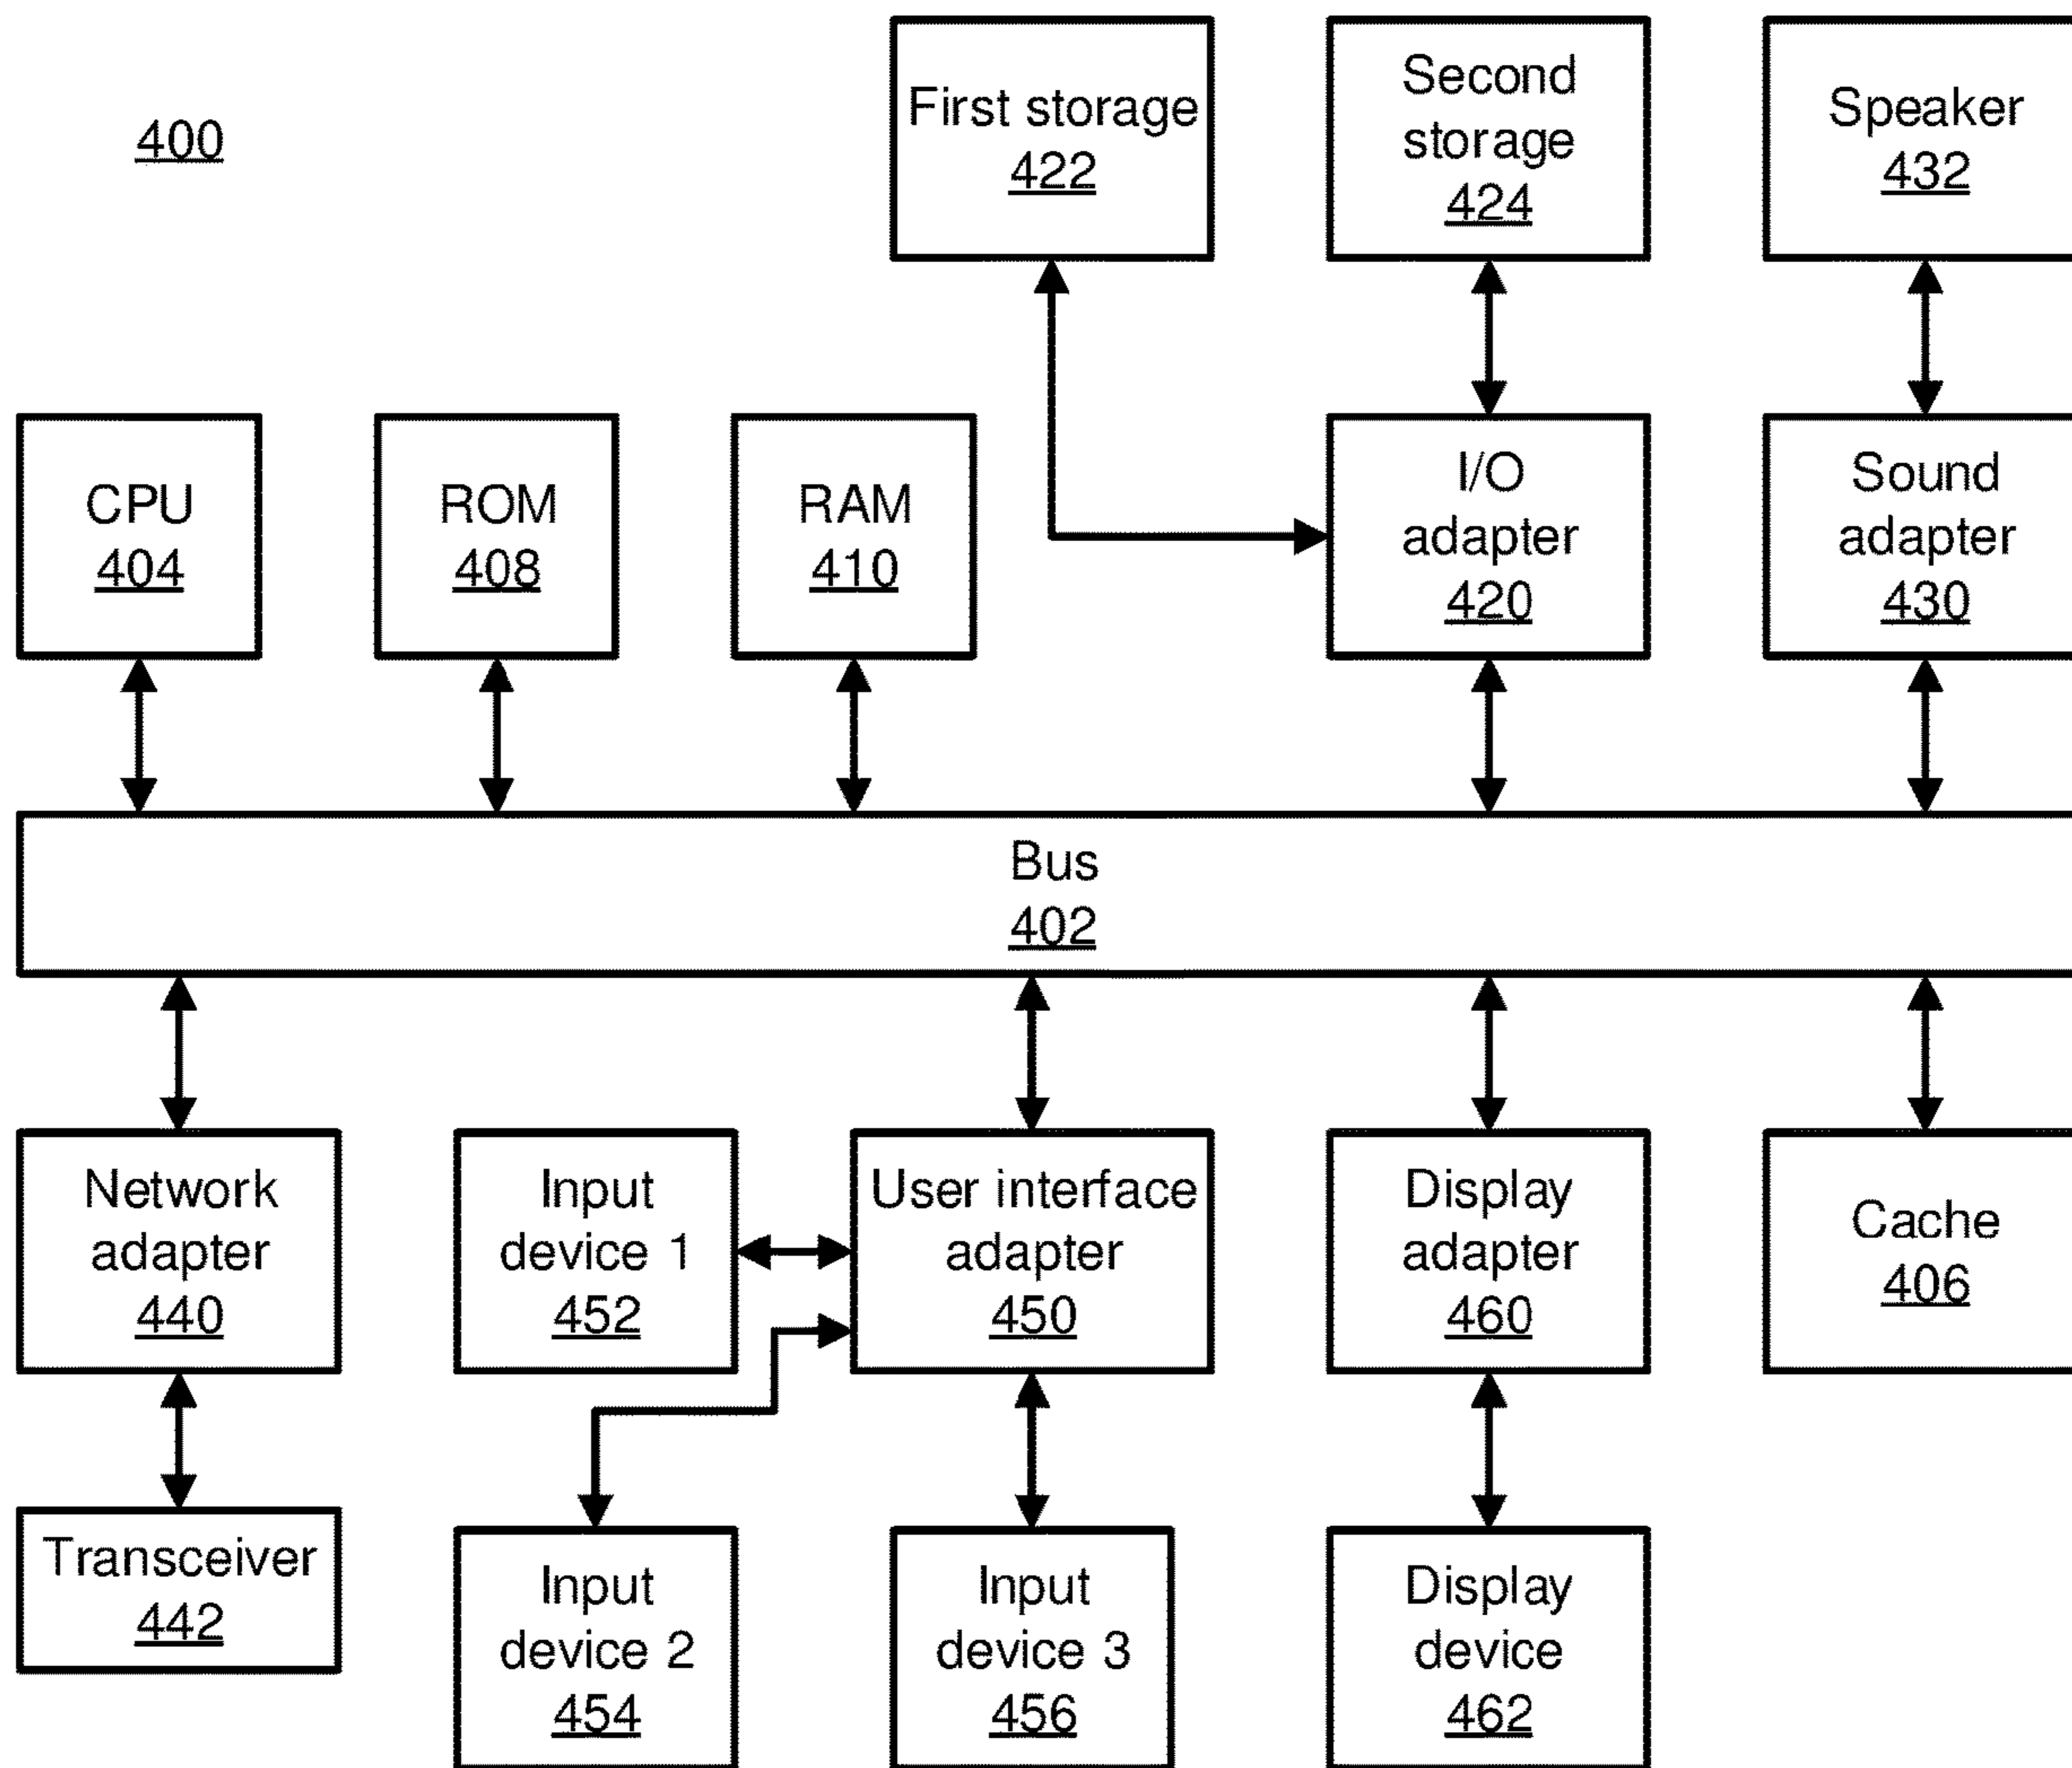 400
First storage
422
Second
storage
424
Speaker
432
CPU
404
ROM
408
RAM
410
I/O
adapter
420
Sound
adapter
430
Bus
402
Network
adapter
440
Input
device 1
452
User interface
adapter
450
Display
adapter
460
Cache
406
Transceiver
442
Input
device 2
454
Input
device 3
456
Display
device
462